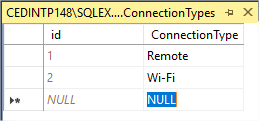 CEDINTP148\SQLEX....ConnectionTypes
id ConnectionType
1 Remote
2 Wi-Fi
NULL NULL